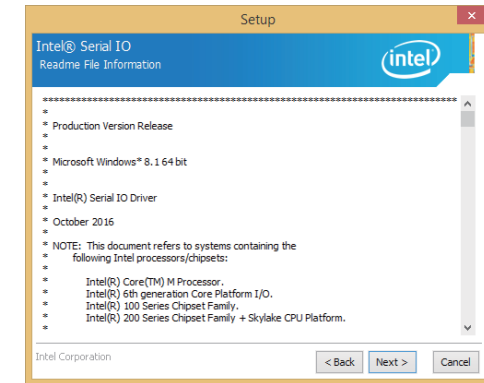 Setup
Intel® Serial IO
Readme File Information
intel
********************************************************************************
*
* Production Version Release
*
*
* Microsoft Windows* 8.1 64 bit
*
*
* Intel(R) Serial IO Driver
*
* October 2016
*
* NOTE: This document refers to systems containing the
* following Intel processors/chipsets:
*
* Intel(R) Core(TM) M Processor.
* Intel(R) 6th generation Core Platform I/O.
* Intel(R) 100 Series Chipset Family.
* Intel(R) 200 Series Chipset Family + Skylake CPU Platform.
*
Intel Corporation
< Back Next > Cancel